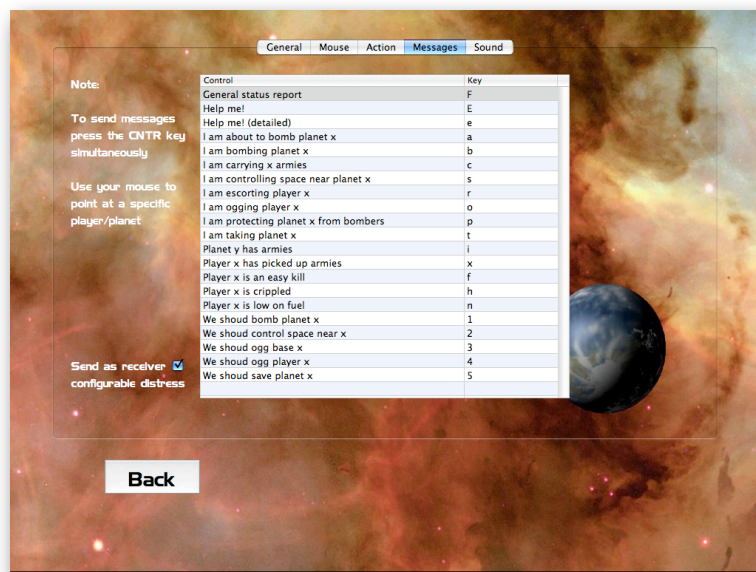 General Mouse Action Messages Sound
Note:
To send messages
press the CNTR key
simultaneously
Use your mouse to
point at a specific
player/planet
Send as receiver
configurable distress
Control Key
General status report F
Help me! E
Help me! (detailed) e
I am about to bomb planet x a
I am bombing planet x b
I am carrying x armies c
I am controlling space near planet x s
I am escorting player x r
I am ogging player x o
I am protecting planet x from bombers p
I am taking planet x t
Planet y has armies i
Player x has picked up armies x
Player x is an easy kill f
Player x is crippled h
Player x is low on fuel n
We shoud bomb planet x 1
We shoud control space near x 2
We shoud ogg base x 3
We shoud ogg player x 4
We shoud save planet x 5
Back